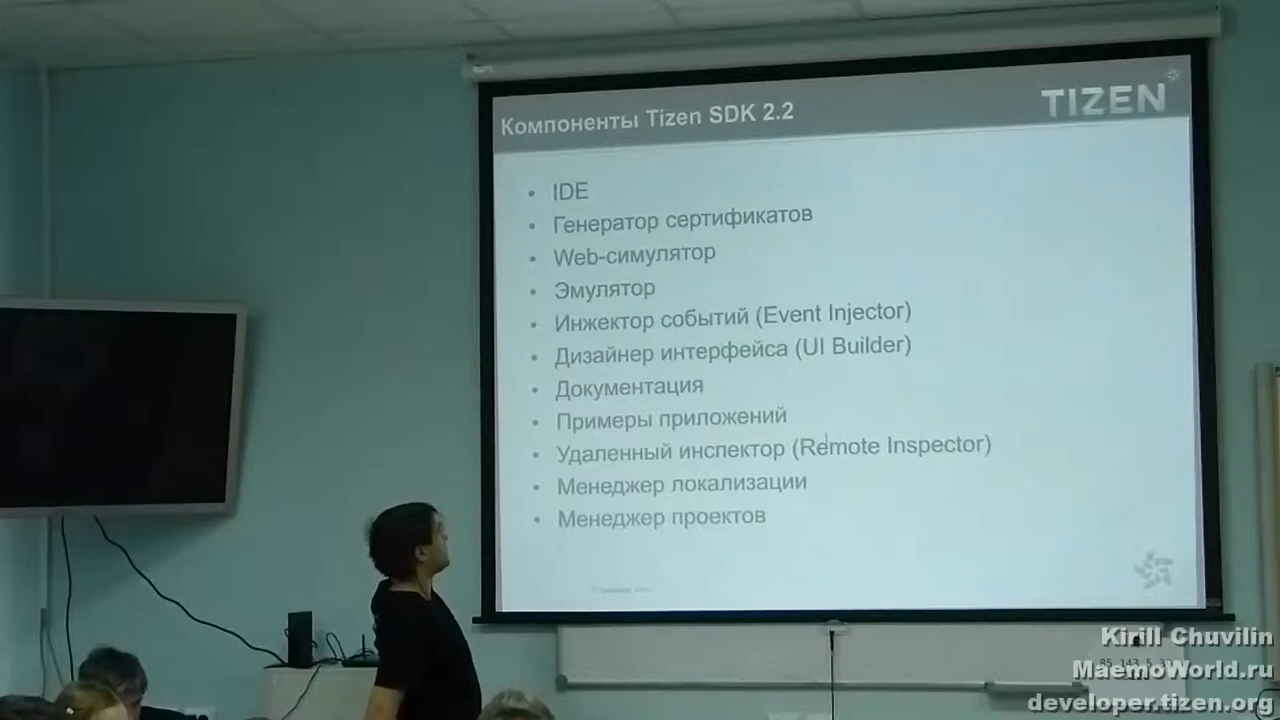 Компоненты Tizen SDK 2.2
TIZEN
• IDE
• Генератор сертификатов
• Web-симулятор
• Эмулятор
• Инжектор событий (Event Injector)
• Дизайнер интерфейса (UI Builder)
• Документация
• Примеры приложений
• Удаленный инспектор (Remote Inspector)
• Менеджер локализации
• Менеджер проектов
Kirill Chuvilin
MaemoWorld.ru
developer.tizen.org